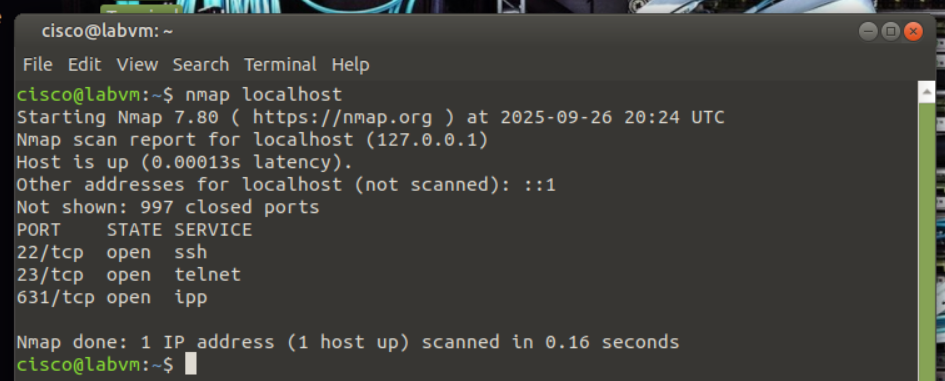 cisco@labvm: ~
File Edit View Search Terminal Help
cisco@labvm:~$ nmap localhost
Starting Nmap 7.80 ( https://nmap.org ) at 2025-09-26 20:24 UTC
Nmap scan report for localhost (127.0.0.1)
Host is up (0.00013s latency).
Other addresses for localhost (not scanned): ::1
Not shown: 997 closed ports
PORT    STATE SERVICE
22/tcp  open  ssh
23/tcp  open  telnet
631/tcp open  ipp

Nmap done: 1 IP address (1 host up) scanned in 0.16 seconds
cisco@labvm:~$